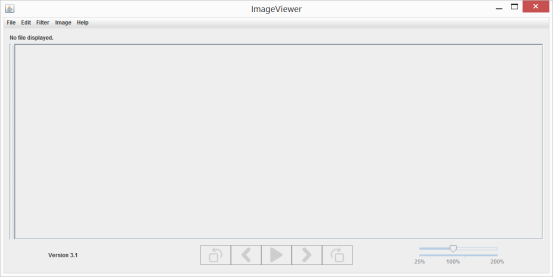 ImageViewer
File Edit Filter Image Help
No file displayed.
Version 3.1
25% 100% 200%